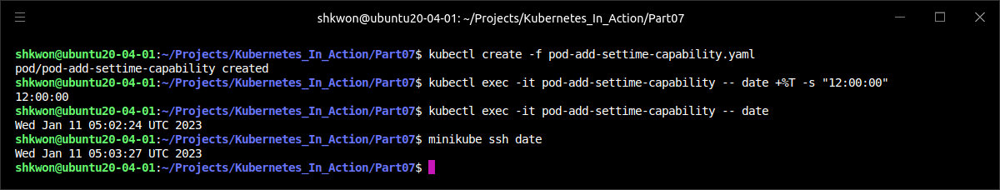 shkwon@ubuntu20-04-01: ~/Projects/Kubernetes_In_Action/Part07
shkwon@ubuntu20-04-01:~/Projects/Kubernetes_In_Action/Part07$ kubectl create -f pod-add-settime-capability.yaml
pod/pod-add-settime-capability created
shkwon@ubuntu20-04-01:~/Projects/Kubernetes_In_Action/Part07$ kubectl exec -it pod-add-settime-capability -- date +%T -s "12:00:00"
12:00:00
shkwon@ubuntu20-04-01:~/Projects/Kubernetes_In_Action/Part07$ kubectl exec -it pod-add-settime-capability -- date
Wed Jan 11 05:02:24 UTC 2023
shkwon@ubuntu20-04-01:~/Projects/Kubernetes_In_Action/Part07$ minikube ssh date
Wed Jan 11 05:03:27 UTC 2023
shkwon@ubuntu20-04-01:~/Projects/Kubernetes_In_Action/Part07$